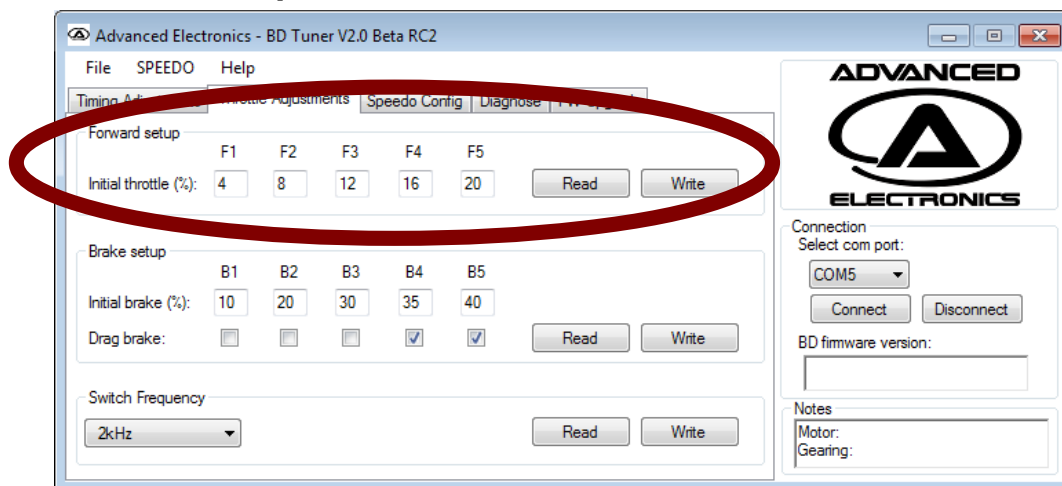 Advanced Electronics - BD Tuner V2.0 Beta RC2
File SPEEDO Help
Timing Throttle Adjustments Speedo Config Diagnose
Forward setup
F1 F2 F3 F4 F5
Initial throttle (%): 4 8 12 16 20 Read Write
Brake setup
B1 B2 B3 B4 B5
Initial brake (%): 10 20 30 35 40
Drag brake: Read Write
Switch Frequency
2kHz Read Write
ADVANCED
ELECTRONICS
Connection
Select com port:
COM5
Connect Disconnect
BD firmware version:
Notes
Motor:
Gearing: